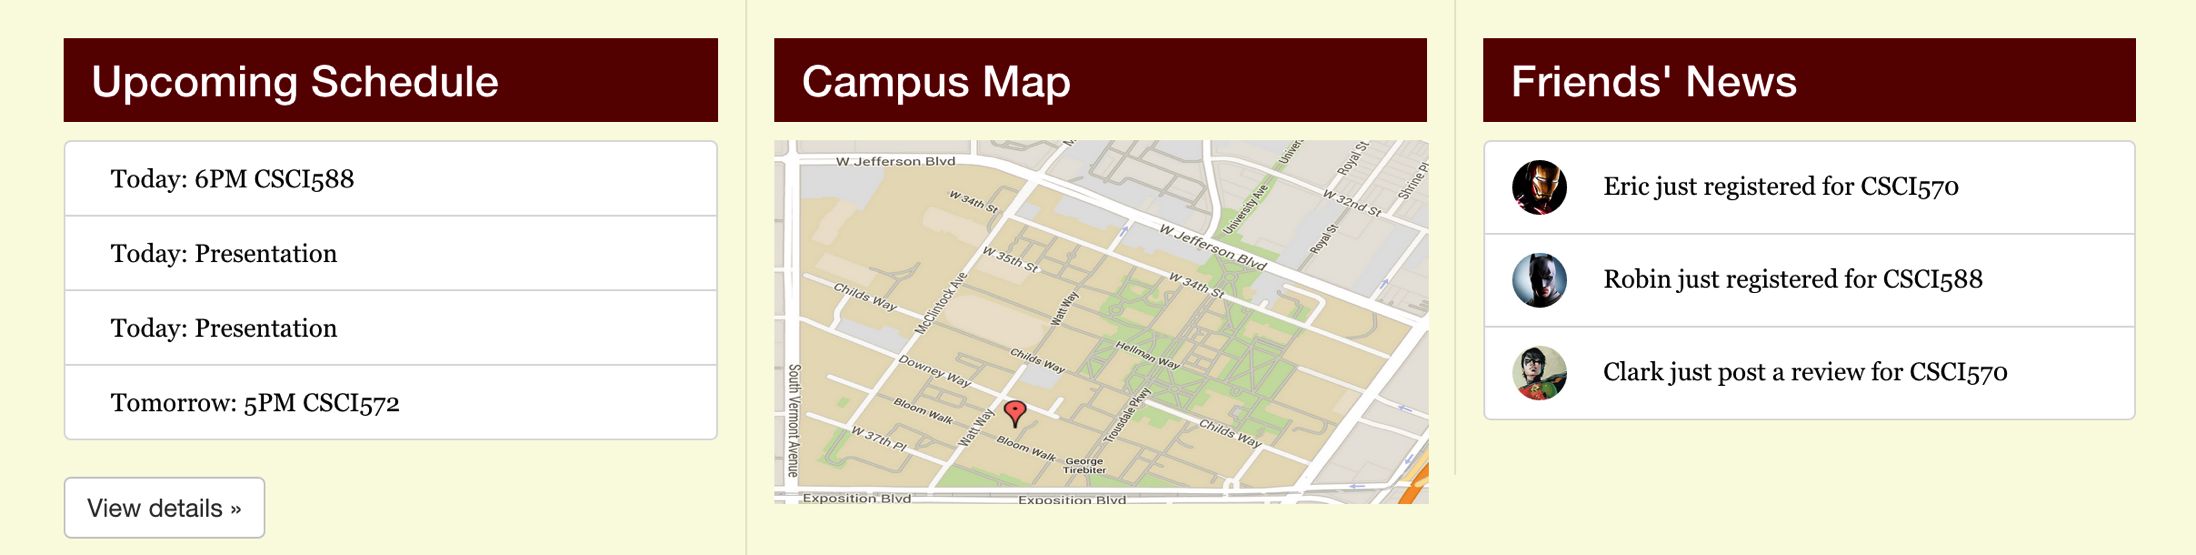 Upcoming Schedule
Today: 6PM CSCI588
Today: Presentation
Today: Presentation
Tomorrow: 5PM CSCI572
View details »
Campus Map
W Jefferson Blvd
W 34th St
W 35th St
Childs Way
McClintock Ave
Watt Way
University Ave
Royal St
W 32nd St
Shrine Pl
Royal St
W Jefferson Blvd
W 34th St
Hellman Way
Childs Way
Downey Way
Bloom Walk
Watt Way
W 37th Pl
Bloom Walk
Trousdale Pkwy
Childs Way
George
Tirebiter
South Vermont Avenue
Exposition Blvd
Exposition Blvd
Friends' News
Eric just registered for CSCI570
Robin just registered for CSCI588
Clark just post a review for CSCI570